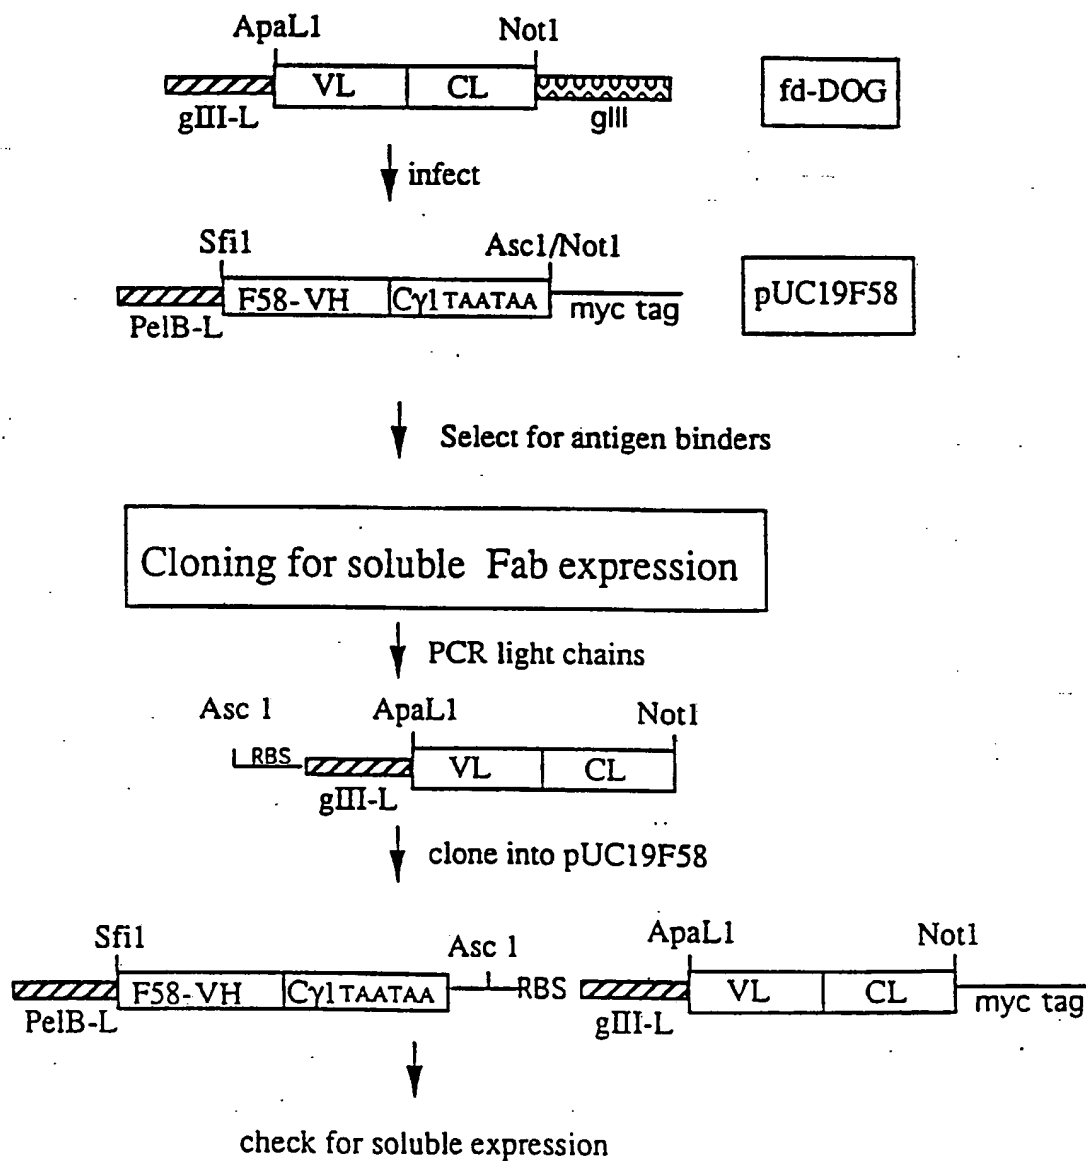 ApaL1 Not1
VL CL
fd-DOG
gIII-L gIII
infect
Sfi1 Asc1/Not1
F58-VH Cγ1 TAATAA
myc tag
pUC19F58
PelB-L
Select for antigen binders
Cloning for soluble Fab expression
PCR light chains
Asc 1 ApaL1 Not1
RBS VL CL
gIII-L
clone into pUC19F58
Sfi1 Asc 1 ApaL1 Not1
F58-VH Cγ1 TAATAA RBS VL CL myc tag
PelB-L gIII-L
check for soluble expression